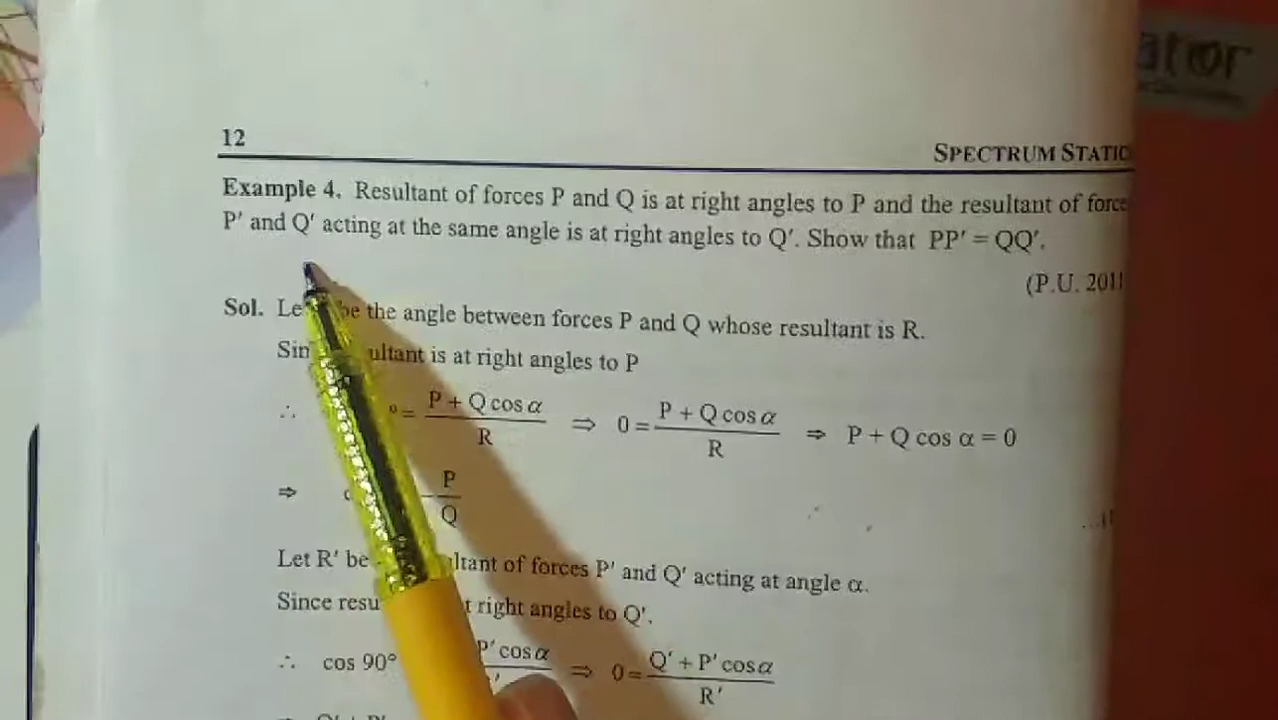 ator
12
SPECTRUM STATIC
Example 4. Resultant of forces P and Q is at right angles to P and the resultant of force
P′ and Q′ acting at the same angle is at right angles to Q′. Show that PP′ = QQ′.
(P.U. 2011
Sol. Le be the angle between forces P and Q whose resultant is R.
Sin ultant is at right angles to P
∴ ° = P + Q cos α / R ⇒ 0 = P + Q cos α / R ⇒ P + Q cos α = 0
⇒ c − P / Q
Let R′ be ltant of forces P′ and Q′ acting at angle α.
Since resu t right angles to Q′.
∴ cos 90° P′ cos α ⇒ 0 = Q′ + P′ cos α / R′